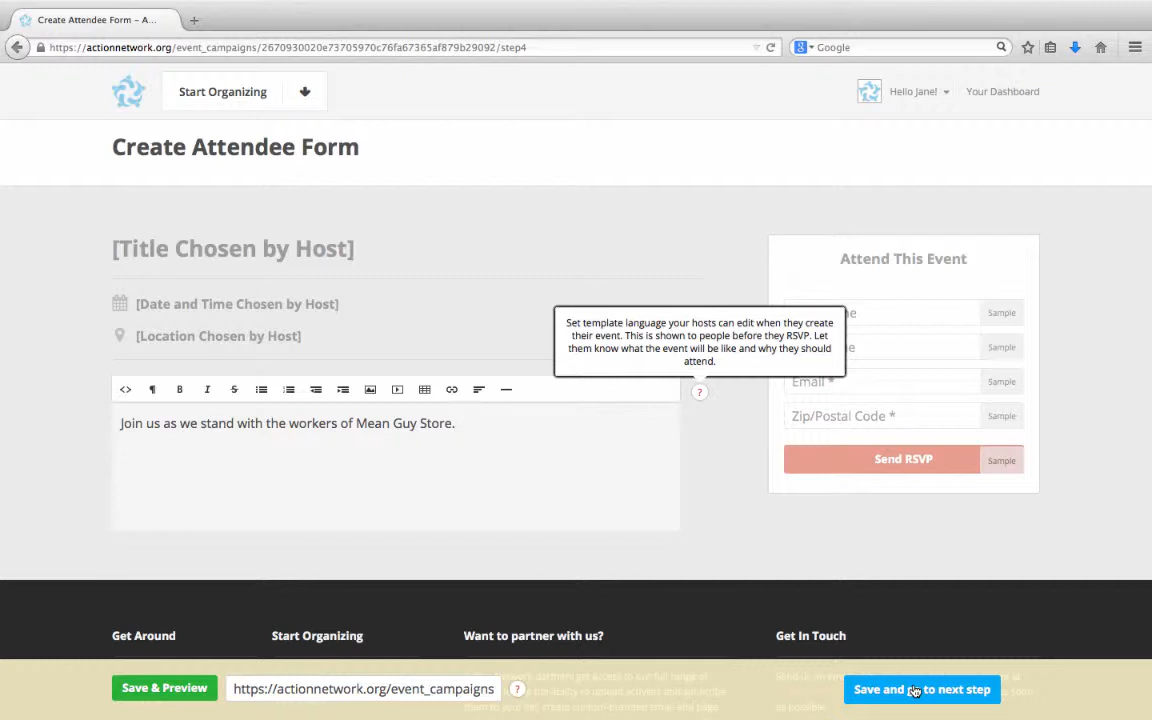 Create Attendee Form – A...
https://actionnetwork.org/event_campaigns/2670930020e73705970c76fa67365af879b29092/step4
Google
Start Organizing
Hello Jane!
Your Dashboard
Create Attendee Form
[Title Chosen by Host]
[Date and Time Chosen by Host]
[Location Chosen by Host]
Set template language your hosts can edit when they create
their event. This is shown to people before they RSVP. Let
them know what the event will be like and why they should
attend.
?
Join us as we stand with the workers of Mean Guy Store.
Attend This Event
Sample
Sample
Email *
Sample
Zip/Postal Code *
Sample
Send RSVP
Sample
Get Around
Start Organizing
Want to partner with us?
Get In Touch
Save & Preview
https://actionnetwork.org/event_campaigns
?
Save and go to next step